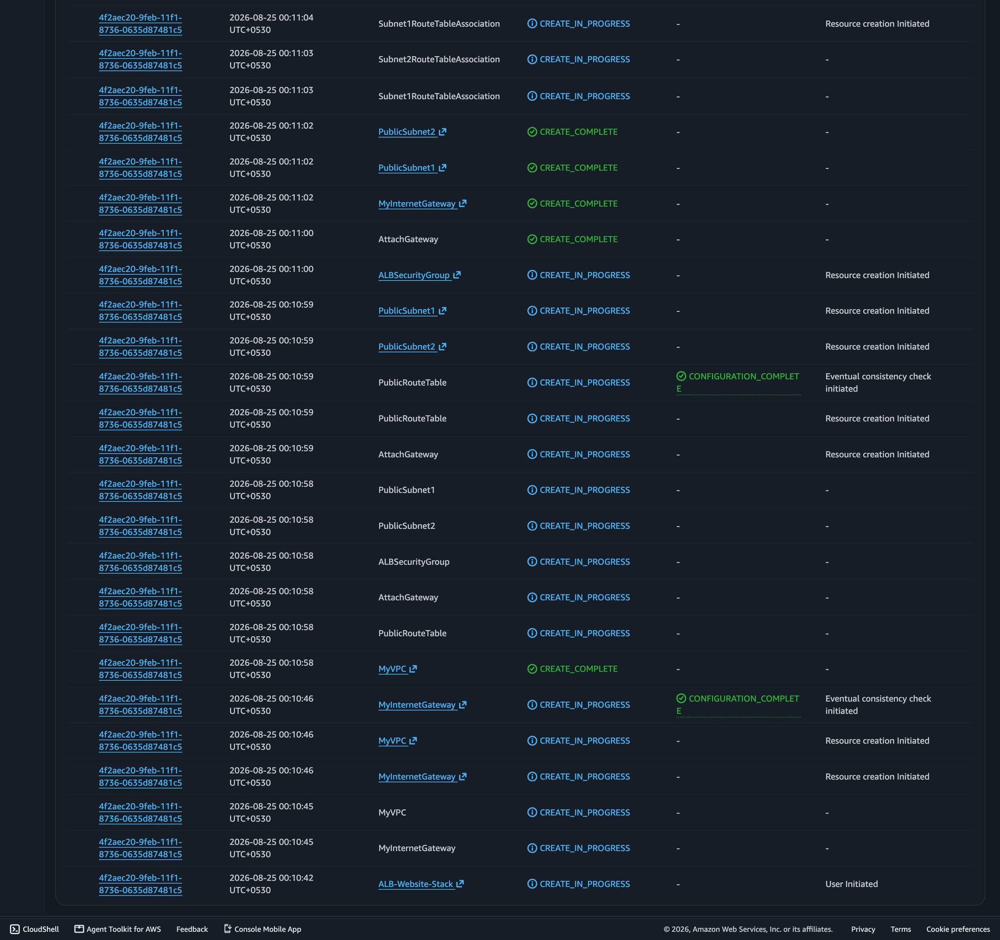 4f2aec20-9feb-11f1-
8736-0635d87481c5
2026-08-25 00:11:04
UTC+0530
Subnet1RouteTableAssociation
CREATE_IN_PROGRESS
-
Resource creation Initiated
4f2aec20-9feb-11f1-
8736-0635d87481c5
2026-08-25 00:11:03
UTC+0530
Subnet2RouteTableAssociation
CREATE_IN_PROGRESS
-
-
4f2aec20-9feb-11f1-
8736-0635d87481c5
2026-08-25 00:11:03
UTC+0530
Subnet1RouteTableAssociation
CREATE_IN_PROGRESS
-
-
4f2aec20-9feb-11f1-
8736-0635d87481c5
2026-08-25 00:11:02
UTC+0530
PublicSubnet2
CREATE_COMPLETE
-
-
4f2aec20-9feb-11f1-
8736-0635d87481c5
2026-08-25 00:11:02
UTC+0530
PublicSubnet1
CREATE_COMPLETE
-
-
4f2aec20-9feb-11f1-
8736-0635d87481c5
2026-08-25 00:11:02
UTC+0530
MyInternetGateway
CREATE_COMPLETE
-
-
4f2aec20-9feb-11f1-
8736-0635d87481c5
2026-08-25 00:11:00
UTC+0530
AttachGateway
CREATE_COMPLETE
-
-
4f2aec20-9feb-11f1-
8736-0635d87481c5
2026-08-25 00:11:00
UTC+0530
ALBSecurityGroup
CREATE_IN_PROGRESS
-
Resource creation Initiated
4f2aec20-9feb-11f1-
8736-0635d87481c5
2026-08-25 00:10:59
UTC+0530
PublicSubnet1
CREATE_IN_PROGRESS
-
Resource creation Initiated
4f2aec20-9feb-11f1-
8736-0635d87481c5
2026-08-25 00:10:59
UTC+0530
PublicSubnet2
CREATE_IN_PROGRESS
-
Resource creation Initiated
4f2aec20-9feb-11f1-
8736-0635d87481c5
2026-08-25 00:10:59
UTC+0530
PublicRouteTable
CREATE_IN_PROGRESS
CONFIGURATION_COMPLET
E
Eventual consistency check
initiated
4f2aec20-9feb-11f1-
8736-0635d87481c5
2026-08-25 00:10:59
UTC+0530
PublicRouteTable
CREATE_IN_PROGRESS
-
Resource creation Initiated
4f2aec20-9feb-11f1-
8736-0635d87481c5
2026-08-25 00:10:59
UTC+0530
AttachGateway
CREATE_IN_PROGRESS
-
Resource creation Initiated
4f2aec20-9feb-11f1-
8736-0635d87481c5
2026-08-25 00:10:58
UTC+0530
PublicSubnet1
CREATE_IN_PROGRESS
-
-
4f2aec20-9feb-11f1-
8736-0635d87481c5
2026-08-25 00:10:58
UTC+0530
PublicSubnet2
CREATE_IN_PROGRESS
-
-
4f2aec20-9feb-11f1-
8736-0635d87481c5
2026-08-25 00:10:58
UTC+0530
ALBSecurityGroup
CREATE_IN_PROGRESS
-
-
4f2aec20-9feb-11f1-
8736-0635d87481c5
2026-08-25 00:10:58
UTC+0530
AttachGateway
CREATE_IN_PROGRESS
-
-
4f2aec20-9feb-11f1-
8736-0635d87481c5
2026-08-25 00:10:58
UTC+0530
PublicRouteTable
CREATE_IN_PROGRESS
-
-
4f2aec20-9feb-11f1-
8736-0635d87481c5
2026-08-25 00:10:58
UTC+0530
MyVPC
CREATE_COMPLETE
-
-
4f2aec20-9feb-11f1-
8736-0635d87481c5
2026-08-25 00:10:46
UTC+0530
MyInternetGateway
CREATE_IN_PROGRESS
CONFIGURATION_COMPLET
E
Eventual consistency check
initiated
4f2aec20-9feb-11f1-
8736-0635d87481c5
2026-08-25 00:10:46
UTC+0530
MyVPC
CREATE_IN_PROGRESS
-
Resource creation Initiated
4f2aec20-9feb-11f1-
8736-0635d87481c5
2026-08-25 00:10:46
UTC+0530
MyInternetGateway
CREATE_IN_PROGRESS
-
Resource creation Initiated
4f2aec20-9feb-11f1-
8736-0635d87481c5
2026-08-25 00:10:45
UTC+0530
MyVPC
CREATE_IN_PROGRESS
-
-
4f2aec20-9feb-11f1-
8736-0635d87481c5
2026-08-25 00:10:45
UTC+0530
MyInternetGateway
CREATE_IN_PROGRESS
-
-
4f2aec20-9feb-11f1-
8736-0635d87481c5
2026-08-25 00:10:42
UTC+0530
ALB-Website-Stack
CREATE_IN_PROGRESS
-
User Initiated
CloudShell Agent Toolkit for AWS Feedback Console Mobile App © 2026, Amazon Web Services, Inc. or its affiliates. Privacy Terms Cookie preferences